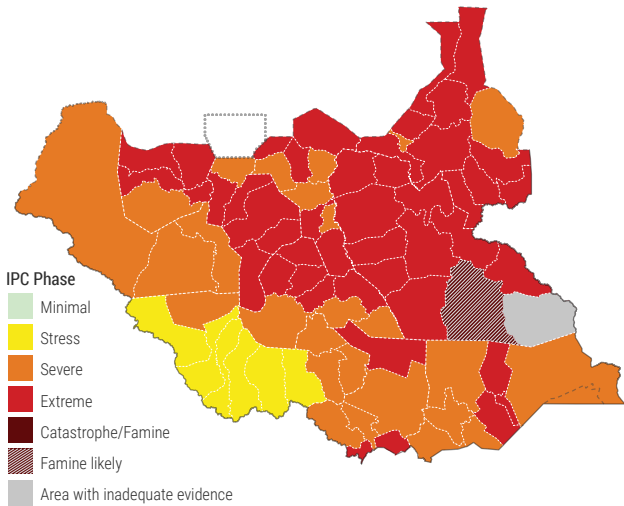 IPC Phase
Minimal
Stress
Severe
Extreme
Catastrophe/Famine
Famine likely
Area with inadequate evidence